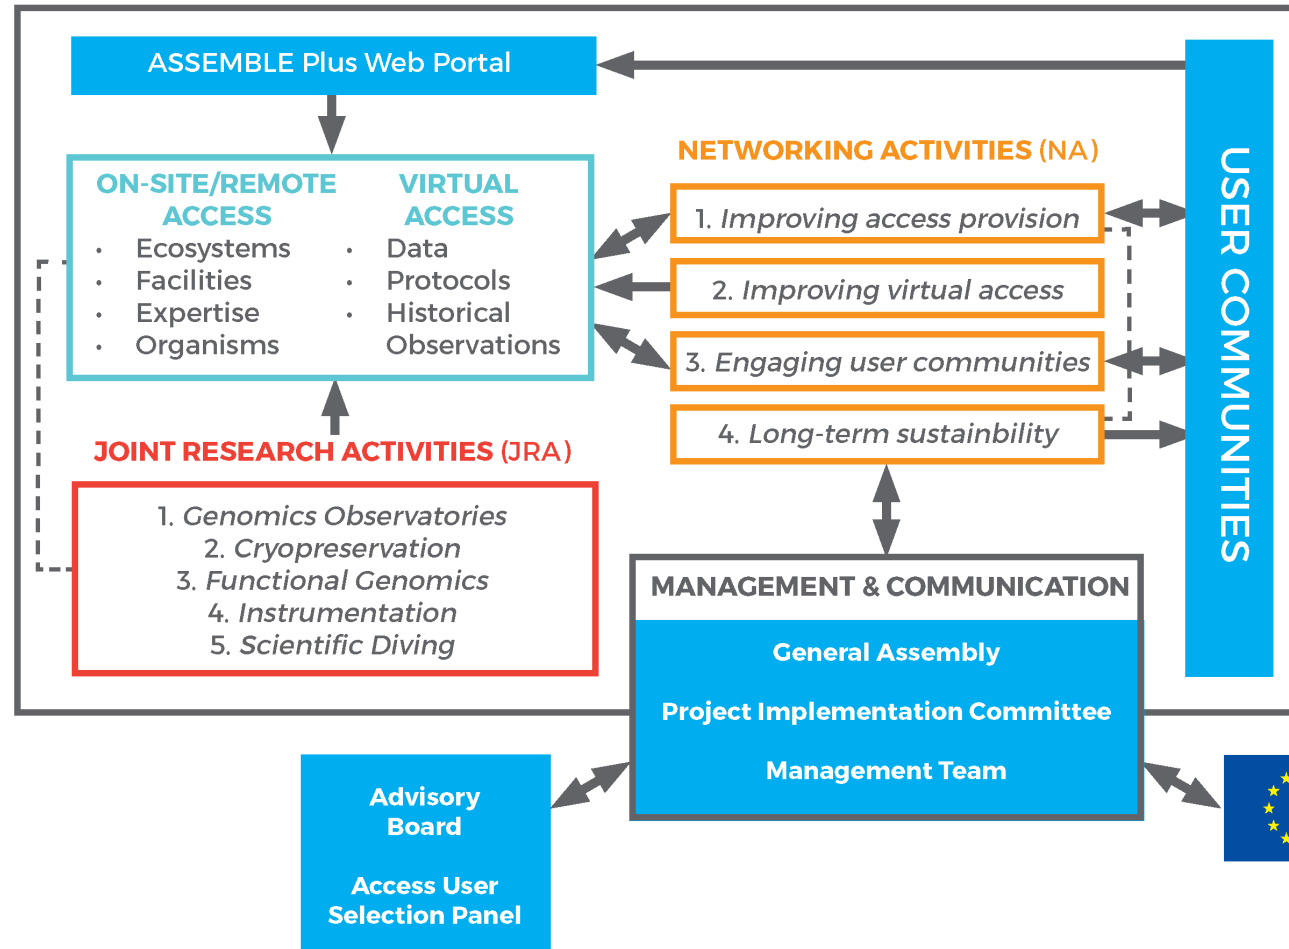 ASSEMBLE Plus Web Portal
ON-SITE/REMOTE
ACCESS
• Ecosystems
• Facilities
• Expertise
• Organisms
VIRTUAL
ACCESS
• Data
• Protocols
• Historical
Observations
NETWORKING ACTIVITIES (NA)
1. Improving access provision
2. Improving virtual access
3. Engaging user communities
4. Long-term sustainbility
USER COMMUNITIES
JOINT RESEARCH ACTIVITIES (JRA)
1. Genomics Observatories
2. Cryopreservation
3. Functional Genomics
4. Instrumentation
5. Scientific Diving
MANAGEMENT & COMMUNICATION
General Assembly
Project Implementation Committee
Management Team
Advisory
Board
Access User
Selection Panel